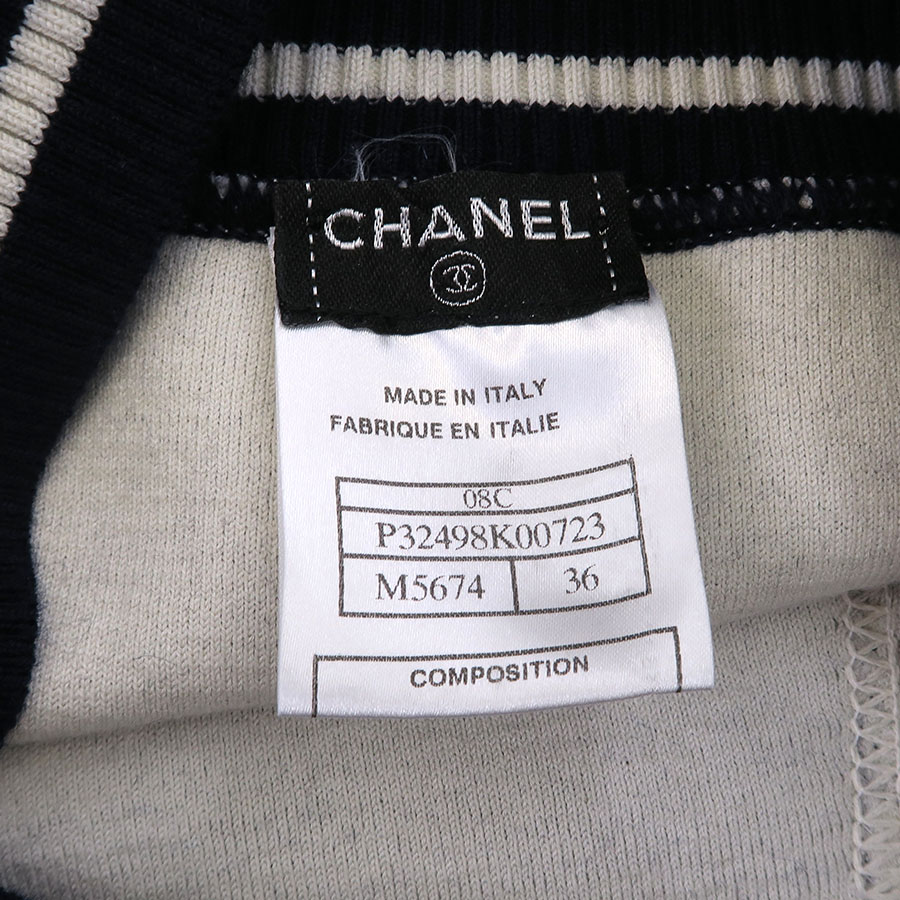 CHANEL
MADE IN ITALY
FABRIQUE EN ITALIE
08C
P32498K00723
M5674 36
COMPOSITION